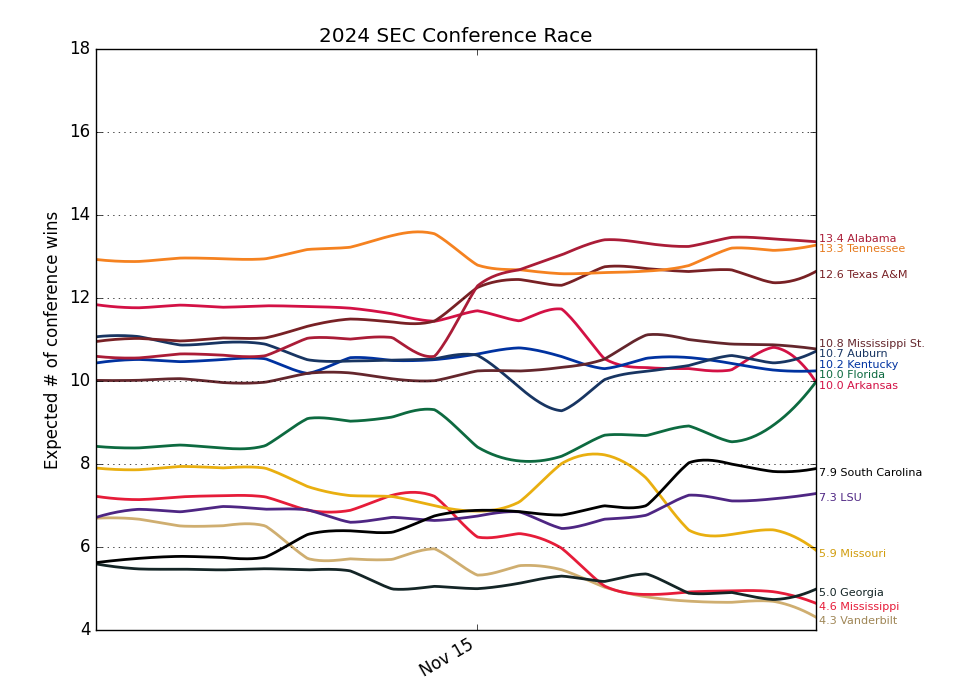 2024 SEC Conference Race
Expected # of conference wins
18
16
14
12
10
8
6
4
Nov 15
13.4 Alabama
13.3 Tennessee
12.6 Texas A&M
10.8 Mississippi St.
10.7 Auburn
10.2 Kentucky
10.0 Florida
10.0 Arkansas
7.9 South Carolina
7.3 LSU
5.9 Missouri
5.0 Georgia
4.6 Mississippi
4.3 Vanderbilt